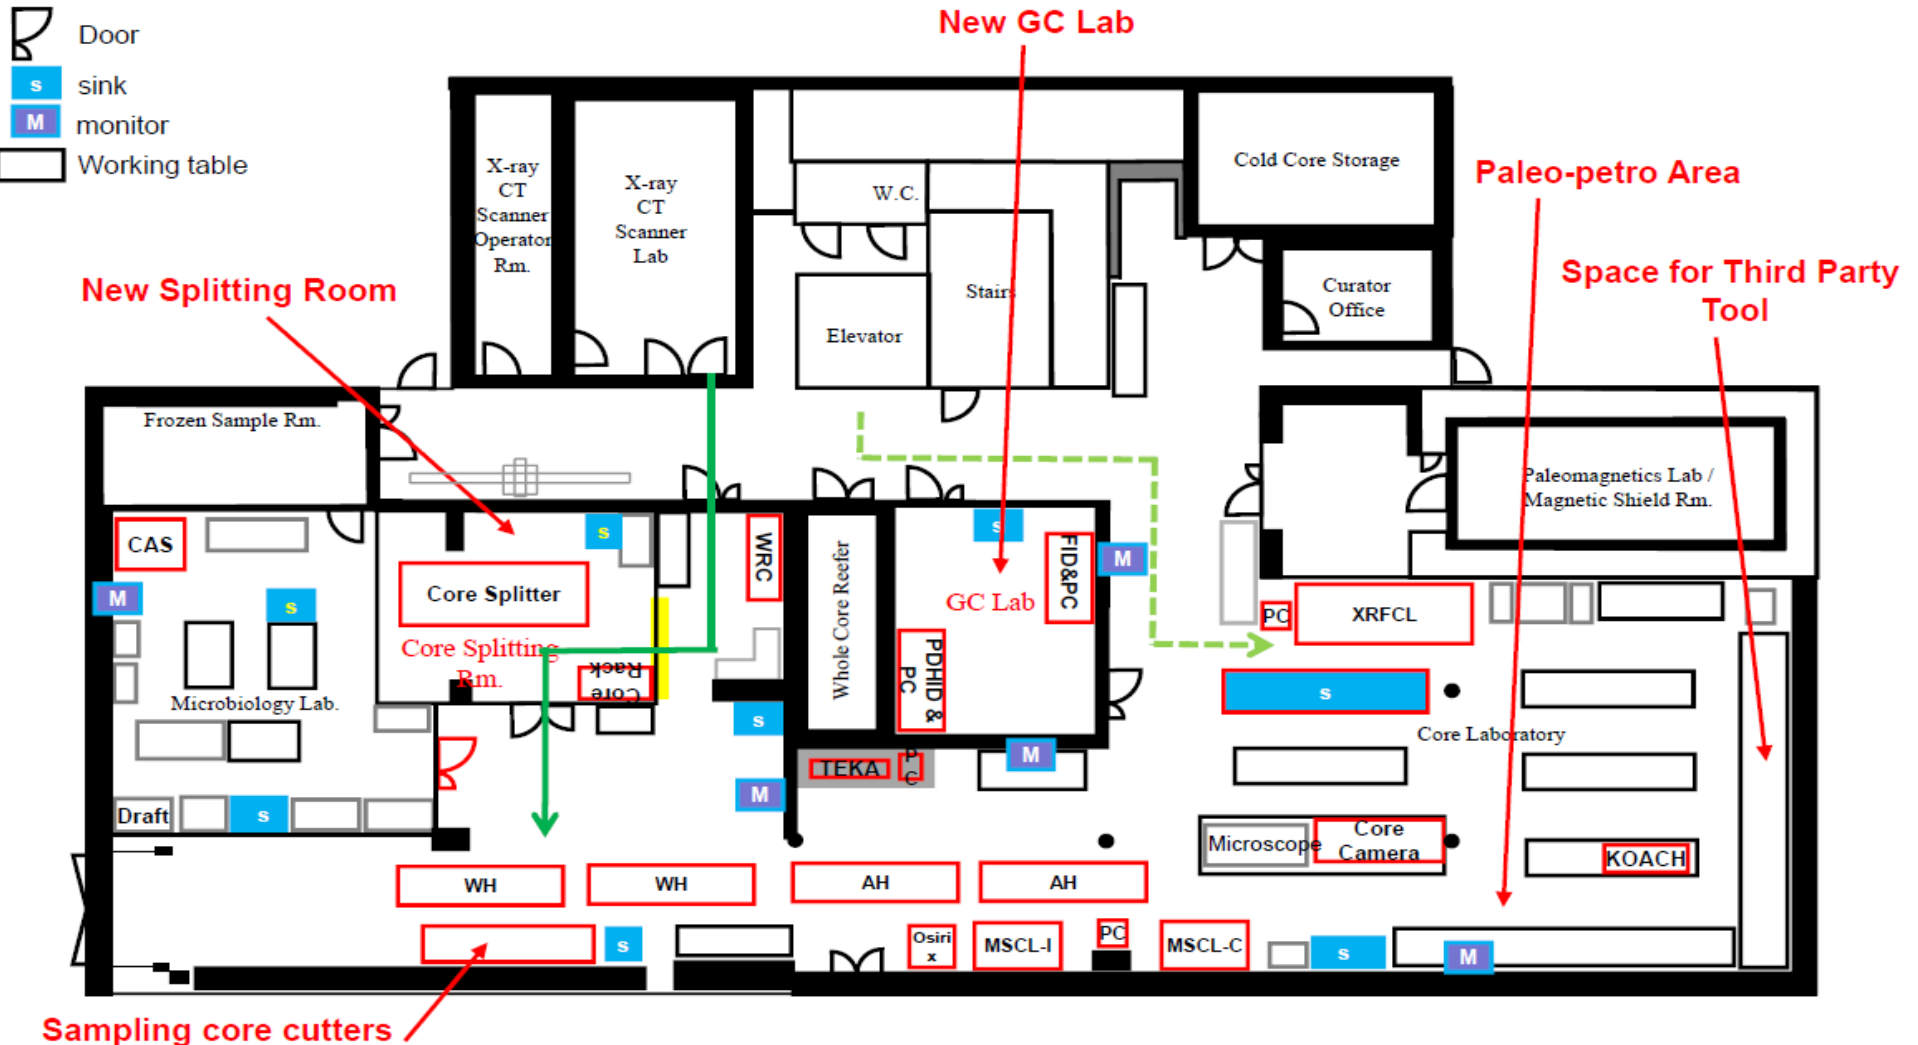 Door
s
sink
M
monitor
Working table
New GC Lab
Paleo-petro Area
Space for Third Party
Tool
New Splitting Room
Sampling core cutters
X-ray
CT
Scanner
Operator
Rm.
X-ray
CT
Scanner
Lab
W.C.
Stairs
Elevator
Cold Core Storage
Curator
Office
Frozen Sample Rm.
Paleomagnetics Lab /
Magnetic Shield Rm.
CAS
M
s
Microbiology Lab.
Draft
s
s
Core Splitter
Core Splitting
Rm.
Core
Rack
WRC
s
M
Whole Core Reefer
s
GC Lab
FID&PC
PDHID &
PC
M
M
TEKA
PC
PC
XRFCL
s
Core Laboratory
Microscope
Core
Camera
KOACH
WH
WH
AH
AH
s
Osiri
x
MSCL-I
PC
MSCL-C
s
M